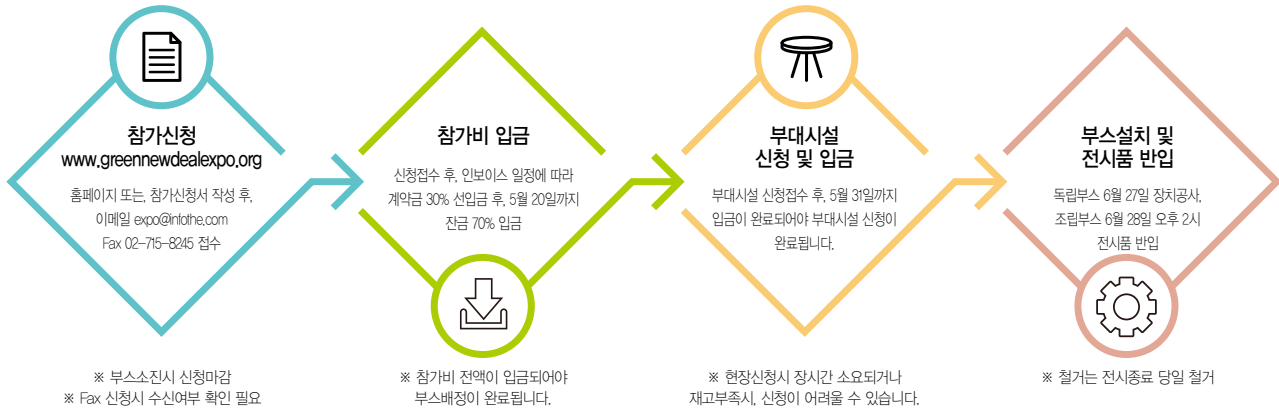 참가신청
www.greennewdealexpo.org
홈페이지 또는, 참가신청서 작성 후,
이메일 expo@infothe.com
Fax 02-715-8245 접수
※ 부스소진시 신청마감
※ Fax 신청시 수신여부 확인 필요
참가비 입금
신청접수 후, 인보이스 일정에 따라
계약금 30% 선입금 후, 5월 20일까지
잔금 70% 입금
※ 참가비 전액이 입금되어야
부스배정이 완료됩니다.
부대시설
신청 및 입금
부대시설 신청접수 후, 5월 31일까지
입금이 완료되어야 부대시설 신청이
완료됩니다.
※ 현장신청시 장시간 소요되거나
재고부족시, 신청이 어려울 수 있습니다.
부스설치 및
전시품 반입
독립부스 6월 27일 장치공사,
조립부스 6월 28일 오후 2시
전시품 반입
※ 철거는 전시종료 당일 철거